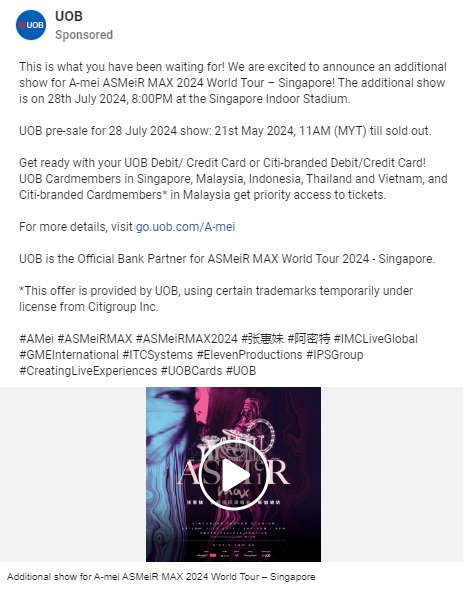 UOB
UOB
Sponsored
This is what you have been waiting for! We are excited to announce an additional
show for A-mei ASMeiR MAX 2024 World Tour – Singapore! The additional show
is on 28th July 2024, 8:00PM at the Singapore Indoor Stadium.
UOB pre-sale for 28 July 2024 show: 21st May 2024, 11AM (MYT) till sold out.
Get ready with your UOB Debit/ Credit Card or Citi-branded Debit/Credit Card!
UOB Cardmembers in Singapore, Malaysia, Indonesia, Thailand and Vietnam, and
Citi-branded Cardmembers* in Malaysia get priority access to tickets.
For more details, visit go.uob.com/A-mei
UOB is the Official Bank Partner for ASMeiR MAX World Tour 2024 - Singapore.
*This offer is provided by UOB, using certain trademarks temporarily under
license from Citigroup Inc.
#AMei #ASMeiRMAX #ASMeiRMAX2024 #张惠妹 #阿密特 #IMCLiveGlobal
#GMEInternational #ITCSystems #ElevenProductions #IPSGroup
#CreatingLiveExperiences #UOBCards #UOB
ASMeiR
max
SINGAPORE INDOOR STADIUM
Additional show for A-mei ASMeiR MAX 2024 World Tour – Singapore